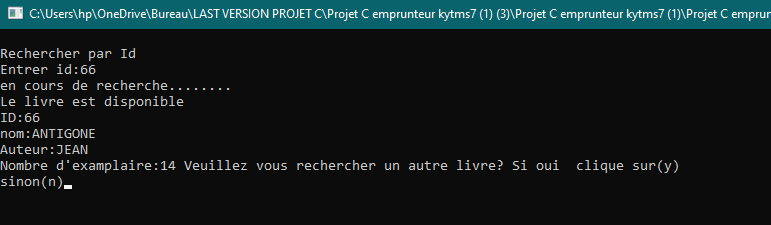 C:\Users\hp\OneDrive\Bureau\LAST VERSION PROJET C\Projet C emprunteur kytms7 (1) (3)\Projet C emprunteur kytms7 (1)\Projet C emprun
Rechercher par Id
Entrer id:66
en cours de recherche........
Le livre est disponible
ID:66
nom:ANTIGONE
Auteur:JEAN
Nombre d'examplaire:14 Veuillez vous rechercher un autre livre? Si oui  clique sur(y)
sinon(n)